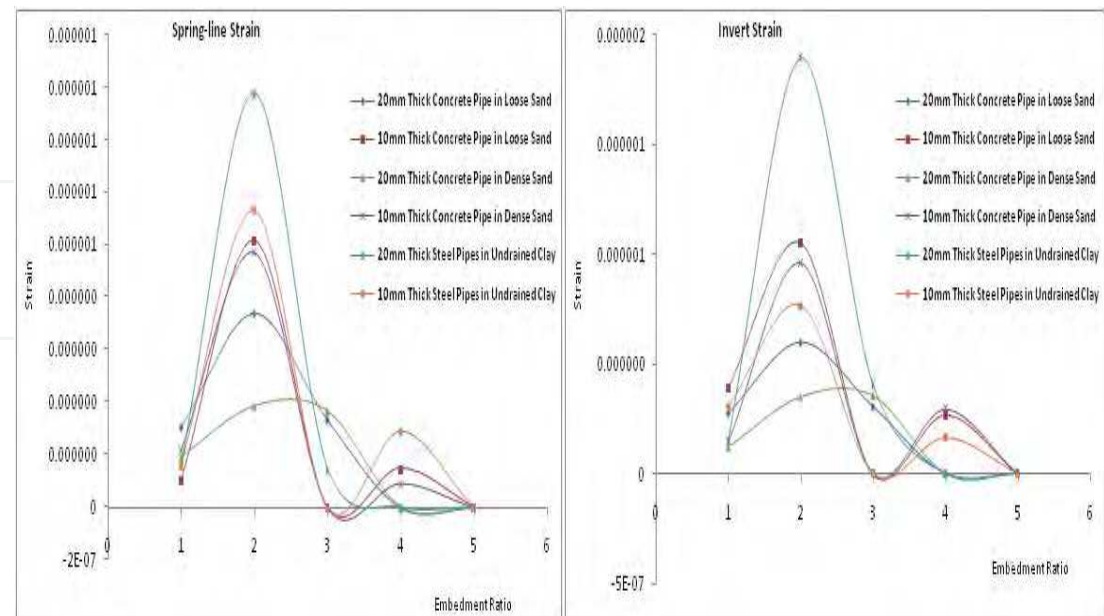 Spring-line Strain
0.000001
0.000001
0.000001
0.000001
0.000001
0.000000
0.000000
0.000000
0.000000
0
-2E-07
Strain
20mm Thick Concrete Pipe in Loose Sand
10mm Thick Concrete Pipe in Loose Sand
20mm Thick Concrete Pipe in Dense Sand
10mm Thick Concrete Pipe in Dense Sand
20mm Thick Steel Pipes in Undrained Clay
10mm Thick Steel Pipes in Undrained Clay
0 1 2 3 4 5 6
Embedment Ratio
Invert Strain
0.000002
0.000001
0.000001
0.000000
0
-5E-07
Strain
20mm Thick Concrete Pipe in Loose Sand
10mm Thick Concrete Pipe in Loose Sand
20mm Thick Concrete Pipe in Dense Sand
10mm Thick Concrete Pipe in Dense Sand
20mm Thick Steel Pipes in Undrained Clay
10mm Thick Steel Pipes in Undrained Clay
0 1 2 3 4 5 6
Embedment Ratio